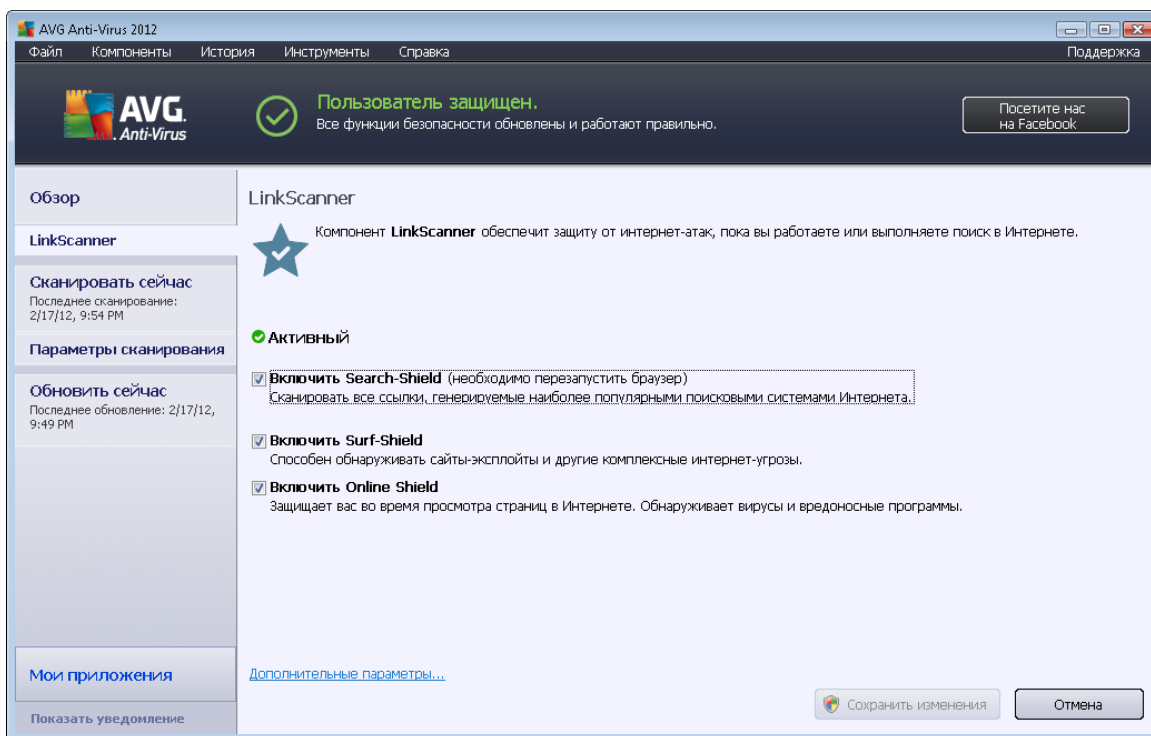 AVG Anti-Virus 2012
Файл Компоненты История Инструменты Справка Поддержка
AVG.
Anti-Virus
Пользователь защищен.
Все функции безопасности обновлены и работают правильно.
Посетите нас
на Facebook
Обзор
LinkScanner
Сканировать сейчас
Последнее сканирование:
2/17/12, 9:54 PM
Параметры сканирования
Обновить сейчас
Последнее обновление: 2/17/12,
9:49 PM
Мои приложения
Показать уведомление
LinkScanner
Компонент LinkScanner обеспечит защиту от интернет-атак, пока вы работаете или выполняете поиск в Интернете.
Активный
Включить Search-Shield (необходимо перезапустить браузер)
Сканировать все ссылки, генерируемые наиболее популярными поисковыми системами Интернета.
Включить Surf-Shield
Способен обнаруживать сайты-эксплойты и другие комплексные интернет-угрозы.
Включить Online Shield
Защищает вас во время просмотра страниц в Интернете. Обнаруживает вирусы и вредоносные программы.
Дополнительные параметры...
Сохранить изменения
Отмена